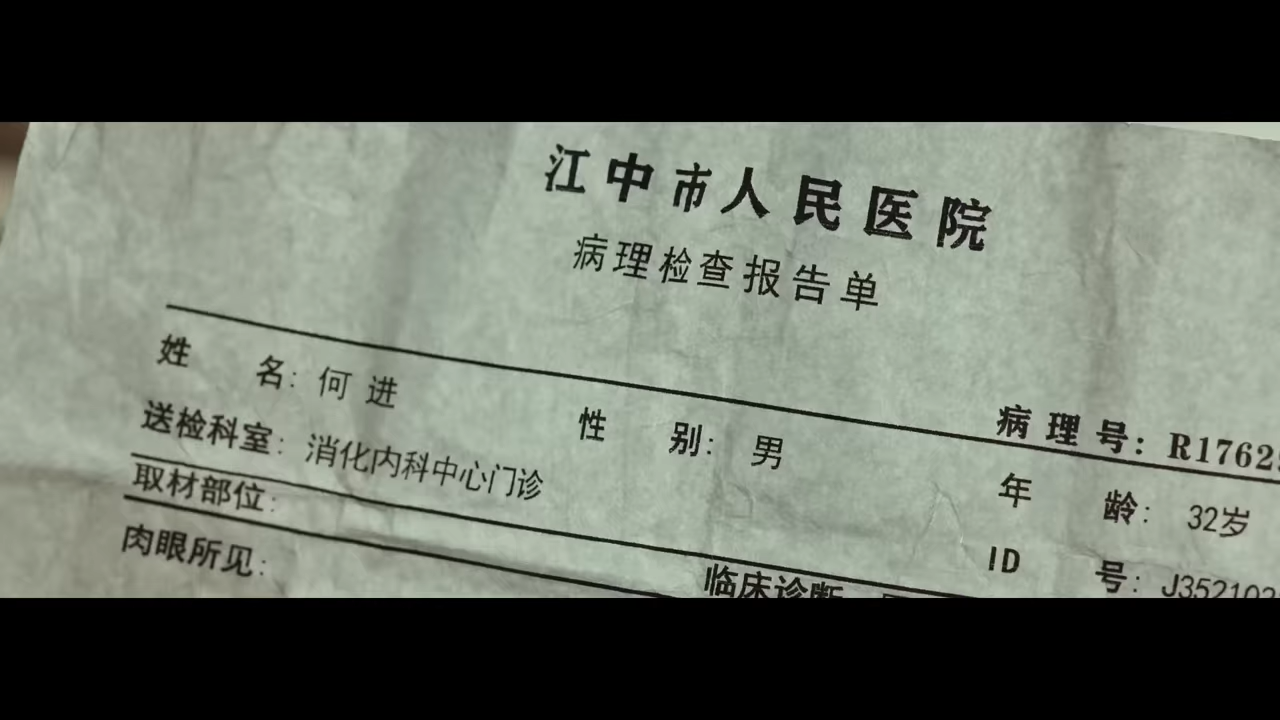 江中市人民医院
病理检查报告单
病理号: R1762
姓 名: 何进 性 别: 男 年 龄: 32岁
送检科室: 消化内科中心门诊 ID 号: J352102
取材部位: 临床诊断
肉眼所见: